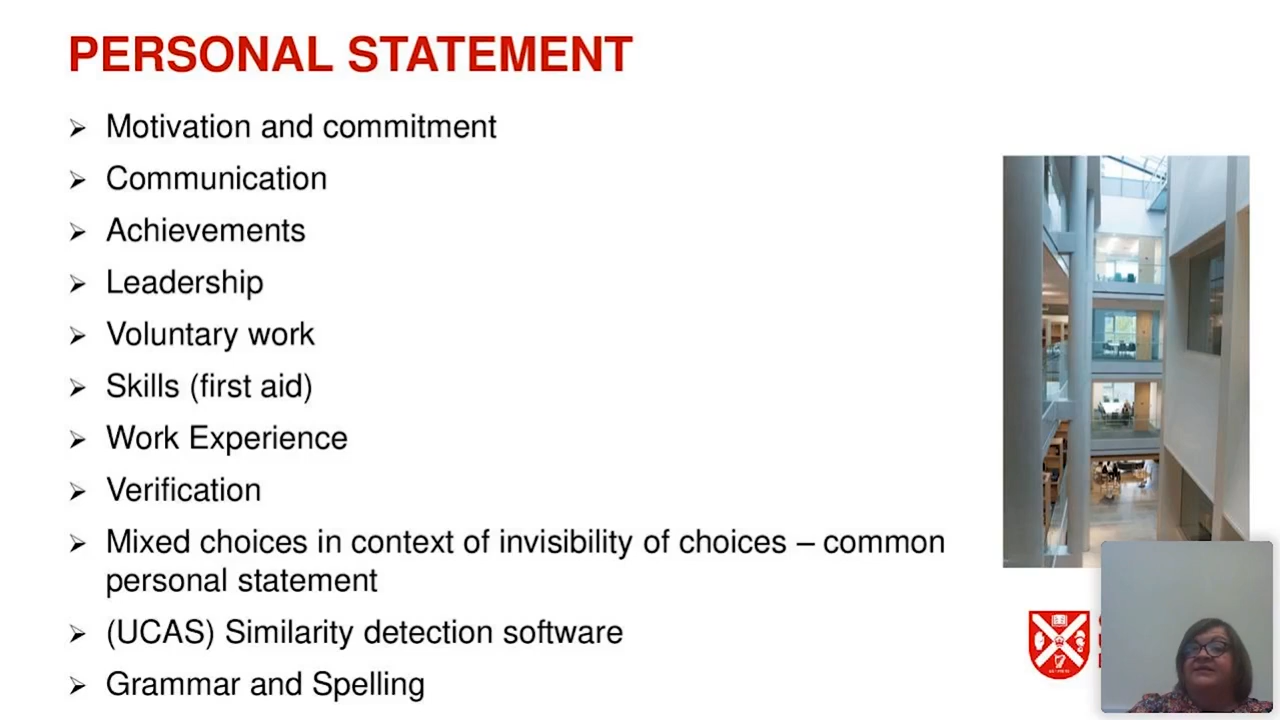 PERSONAL STATEMENT
➢ Motivation and commitment
➢ Communication
➢ Achievements
➢ Leadership
➢ Voluntary work
➢ Skills (first aid)
➢ Work Experience
➢ Verification
➢ Mixed choices in context of invisibility of choices – common
personal statement
➢ (UCAS) Similarity detection software
➢ Grammar and Spelling